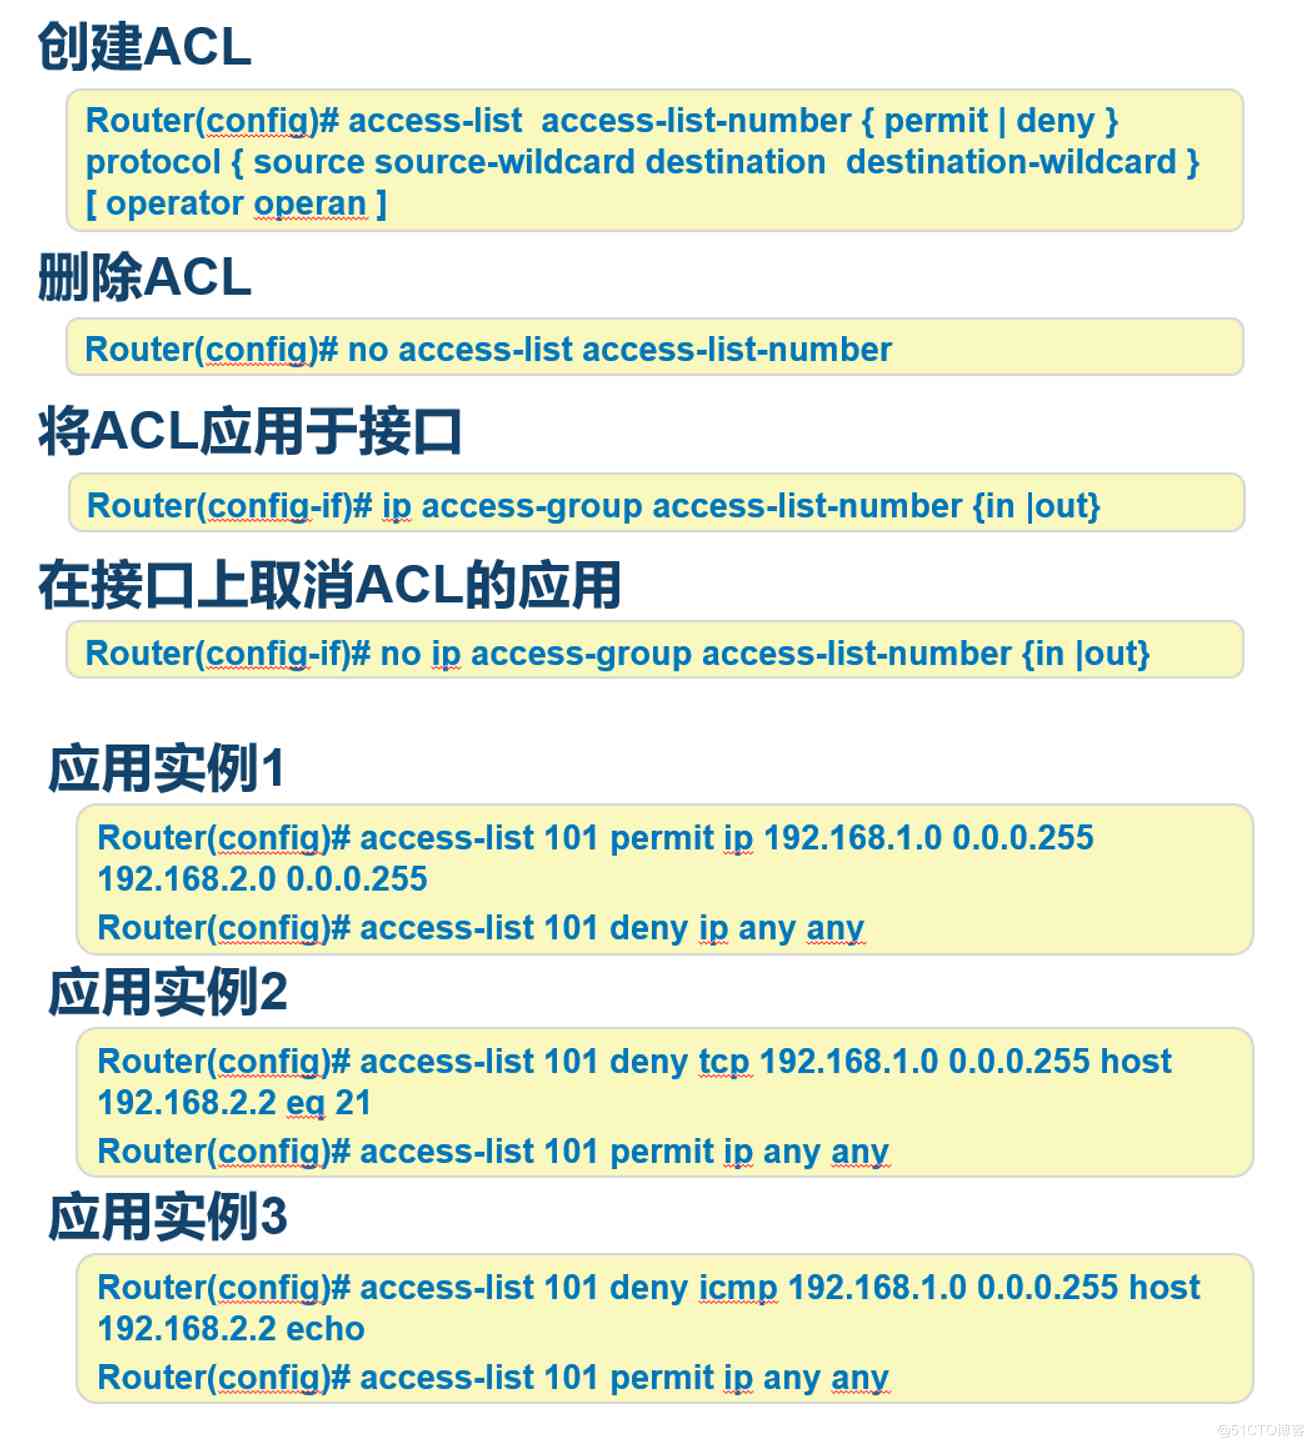 创建ACL
Router(config)# access-list  access-list-number { permit | deny }
protocol { source source-wildcard destination  destination-wildcard }
[ operator operan ]
删除ACL
Router(config)# no access-list access-list-number
将ACL应用于接口
Router(config-if)# ip access-group access-list-number {in |out}
在接口上取消ACL的应用
Router(config-if)# no ip access-group access-list-number {in |out}
应用实例1
Router(config)# access-list 101 permit ip 192.168.1.0 0.0.0.255
192.168.2.0 0.0.0.255
Router(config)# access-list 101 deny ip any any
应用实例2
Router(config)# access-list 101 deny tcp 192.168.1.0 0.0.0.255 host
192.168.2.2 eq 21
Router(config)# access-list 101 permit ip any any
应用实例3
Router(config)# access-list 101 deny icmp 192.168.1.0 0.0.0.255 host
192.168.2.2 echo
Router(config)# access-list 101 permit ip any any
@51CTO博客